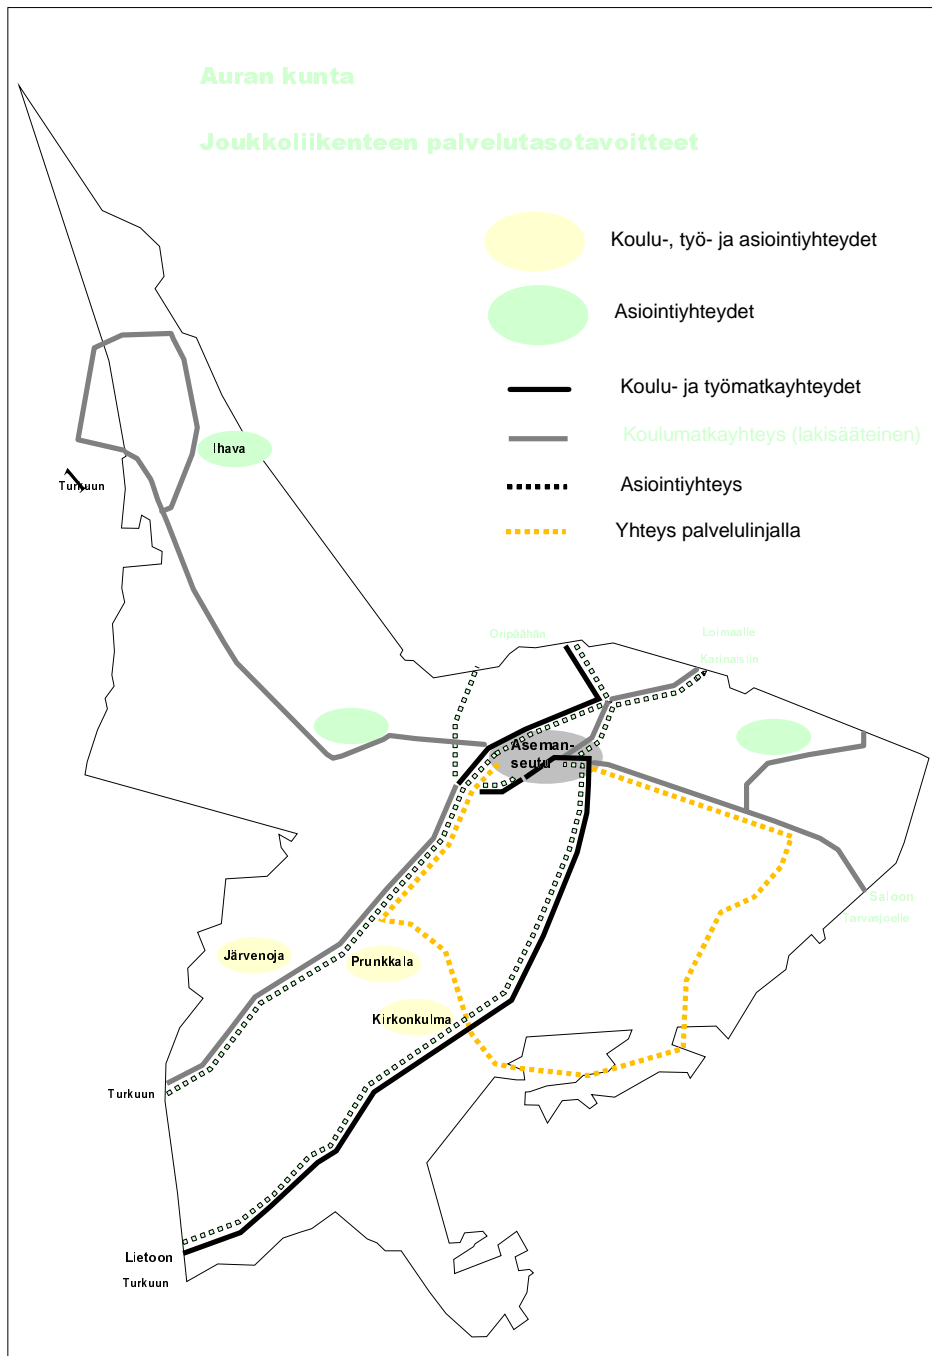 Auran kunta
Joukkoliikenteen palvelutasotavoitteet
Koulu-, työ- ja asiointiyhteydet
Asiointiyhteydet
Koulu- ja työmatkayhteydet
Koulumatkayhteys (lakisääteinen)
Asiointiyhteys
Yhteys palvelulinjalla
Ihava
Turkuun
Oripäähän
Loimaalle
Karinaisiin
Aseman-
seutu
Saloon
Tarvasjoelle
Järvenoja
Prunkkala
Kirkonkulma
Turkuun
Lietoon
Turkuun